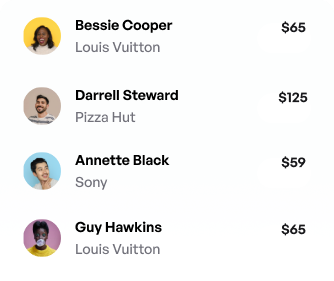 Bessie Cooper $65
Louis Vuitton
Darrell Steward $125
Pizza Hut
Annette Black $59
Sony
Guy Hawkins $65
Louis Vuitton